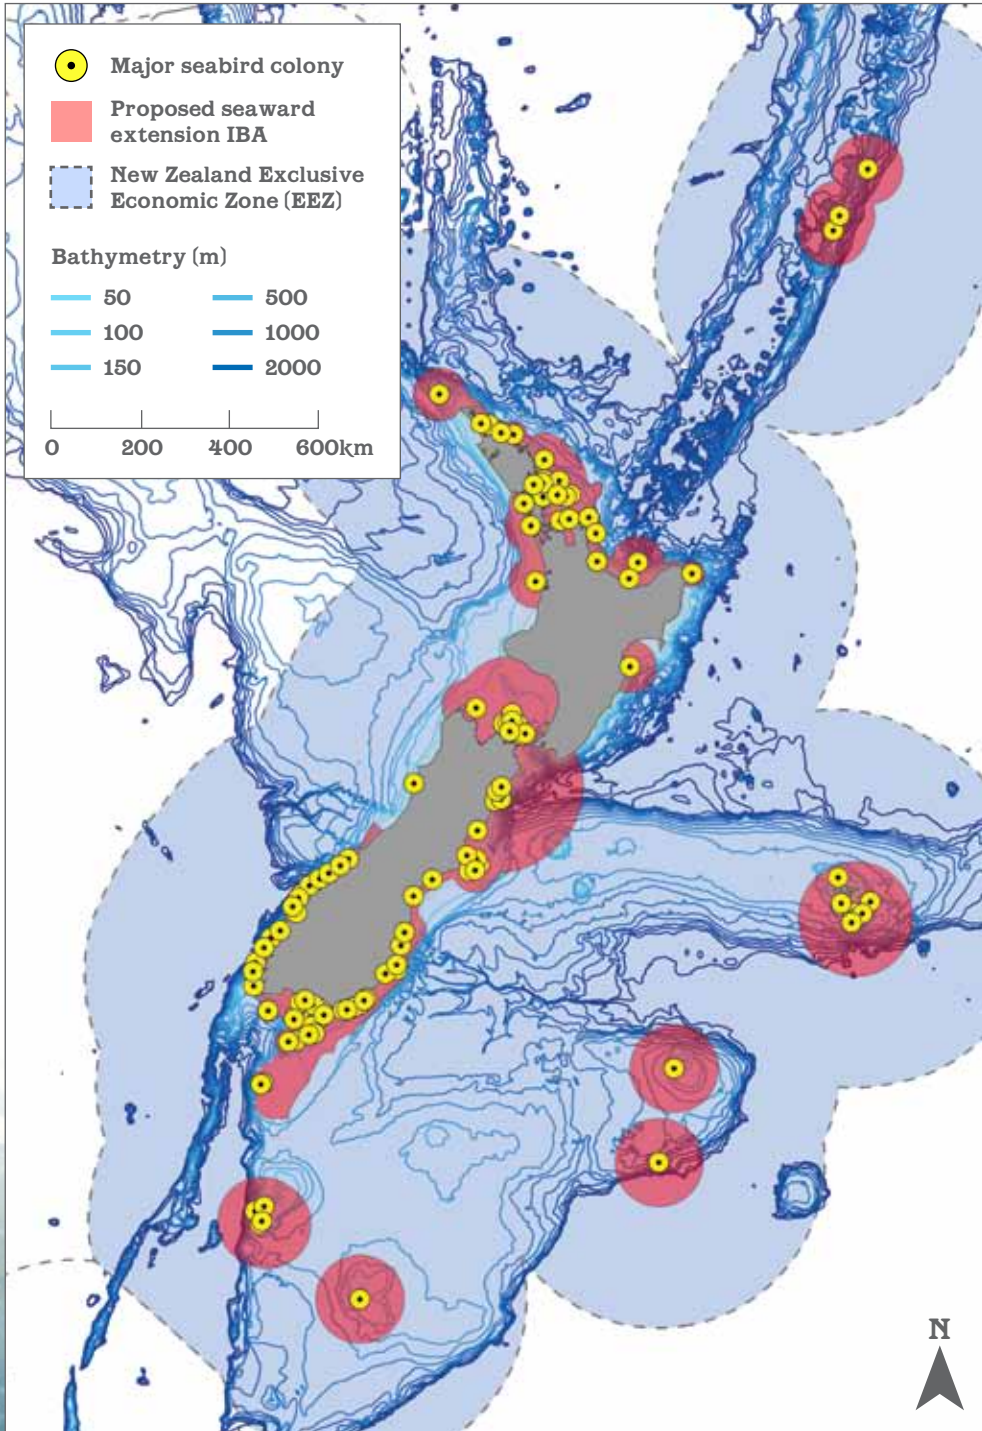 Major seabird colony
Proposed seaward
extension IBA
New Zealand Exclusive
Economic Zone (EEZ)
Bathymetry (m)
50 500
100 1000
150 2000
0 200 400 600km
N